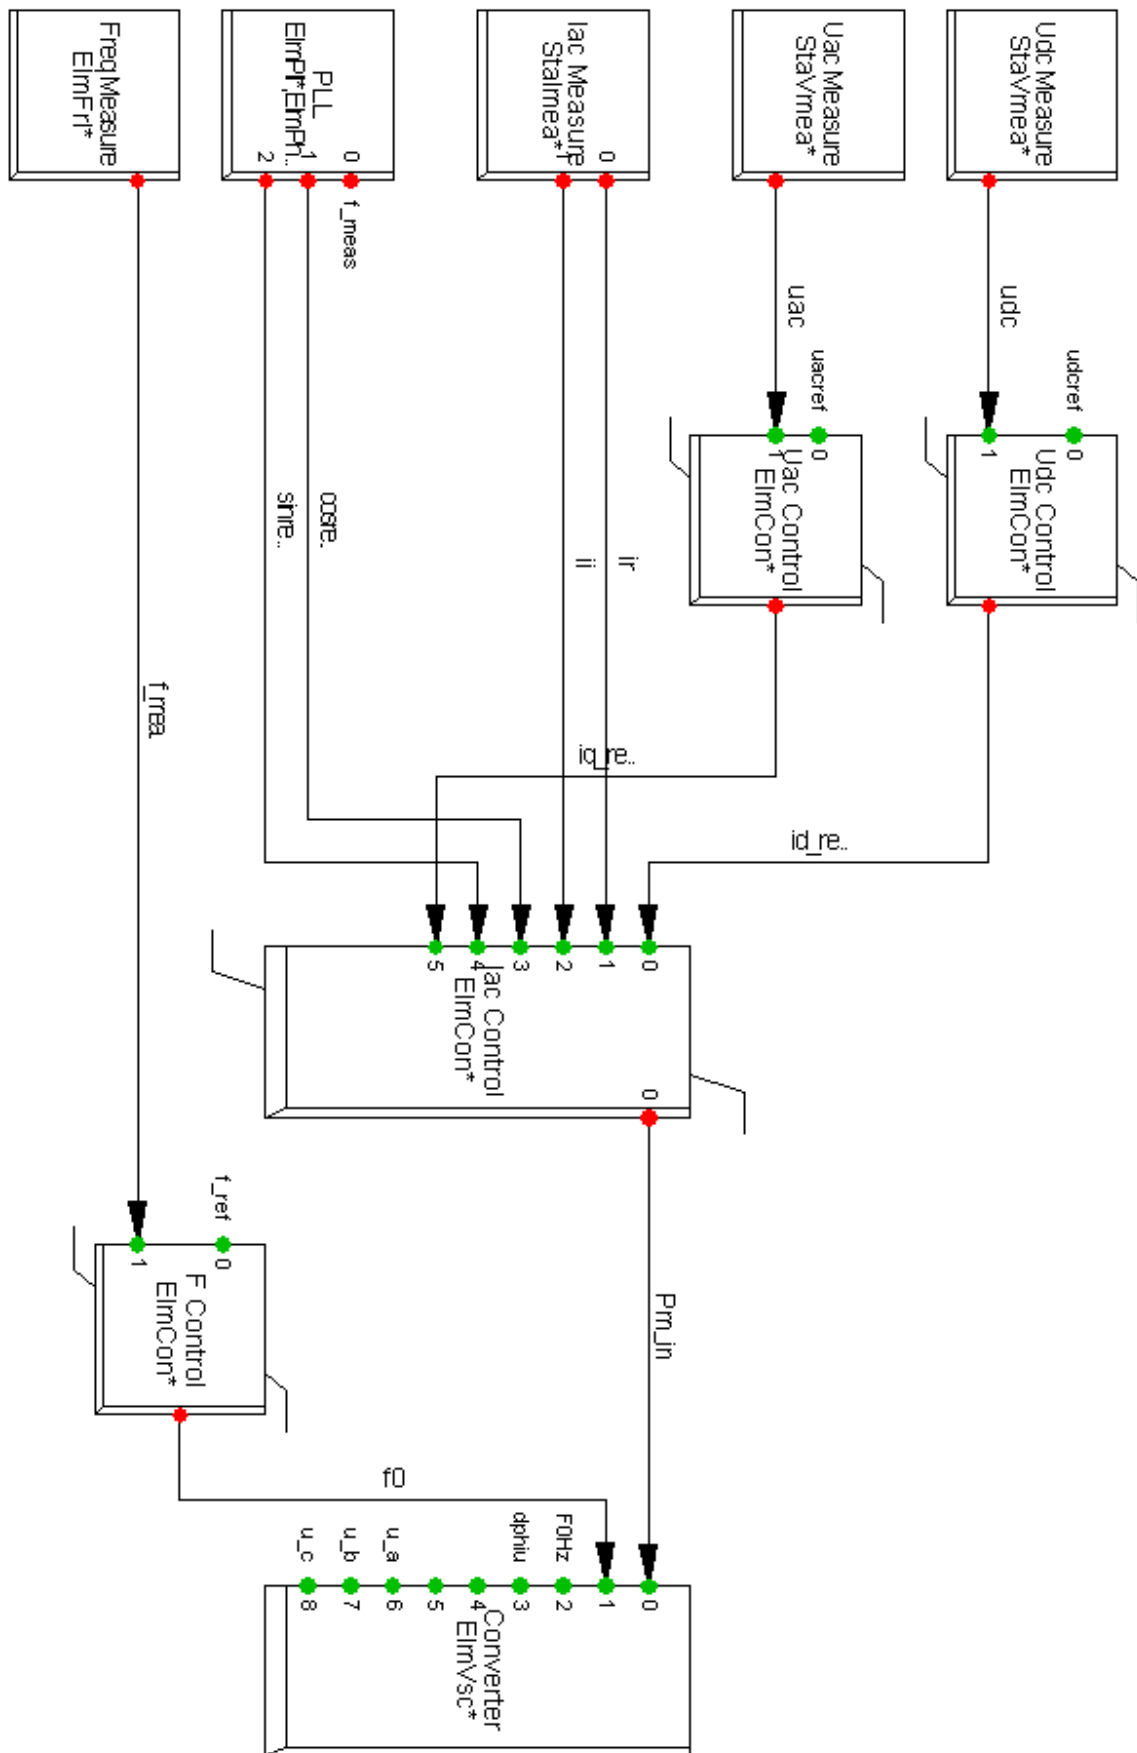 Udc Measure
StaVmea*
udc
udcref
0
1
Udc Control
ElmCon*
id_re..
Uac Measure
StaVmea*
uac
uacref
0
1
Uac Control
ElmCon*
iq_re..
Iac Measure
StaImea*
0
1
ir
ii
PLL
ElmPll*,ElmPh..
0
1
2
f_meas
cosre..
sinre..
0
1
2
3
4
5
Iac Control
ElmCon*
0
Pm_in
FreqMeasure
ElmFrl*
f_mea.
f_ref
0
1
F Control
ElmCon*
f0
F0Hz
dphiu
u_a
u_b
u_c
0
1
2
3
4
5
6
7
8
Converter
ElmVsc*